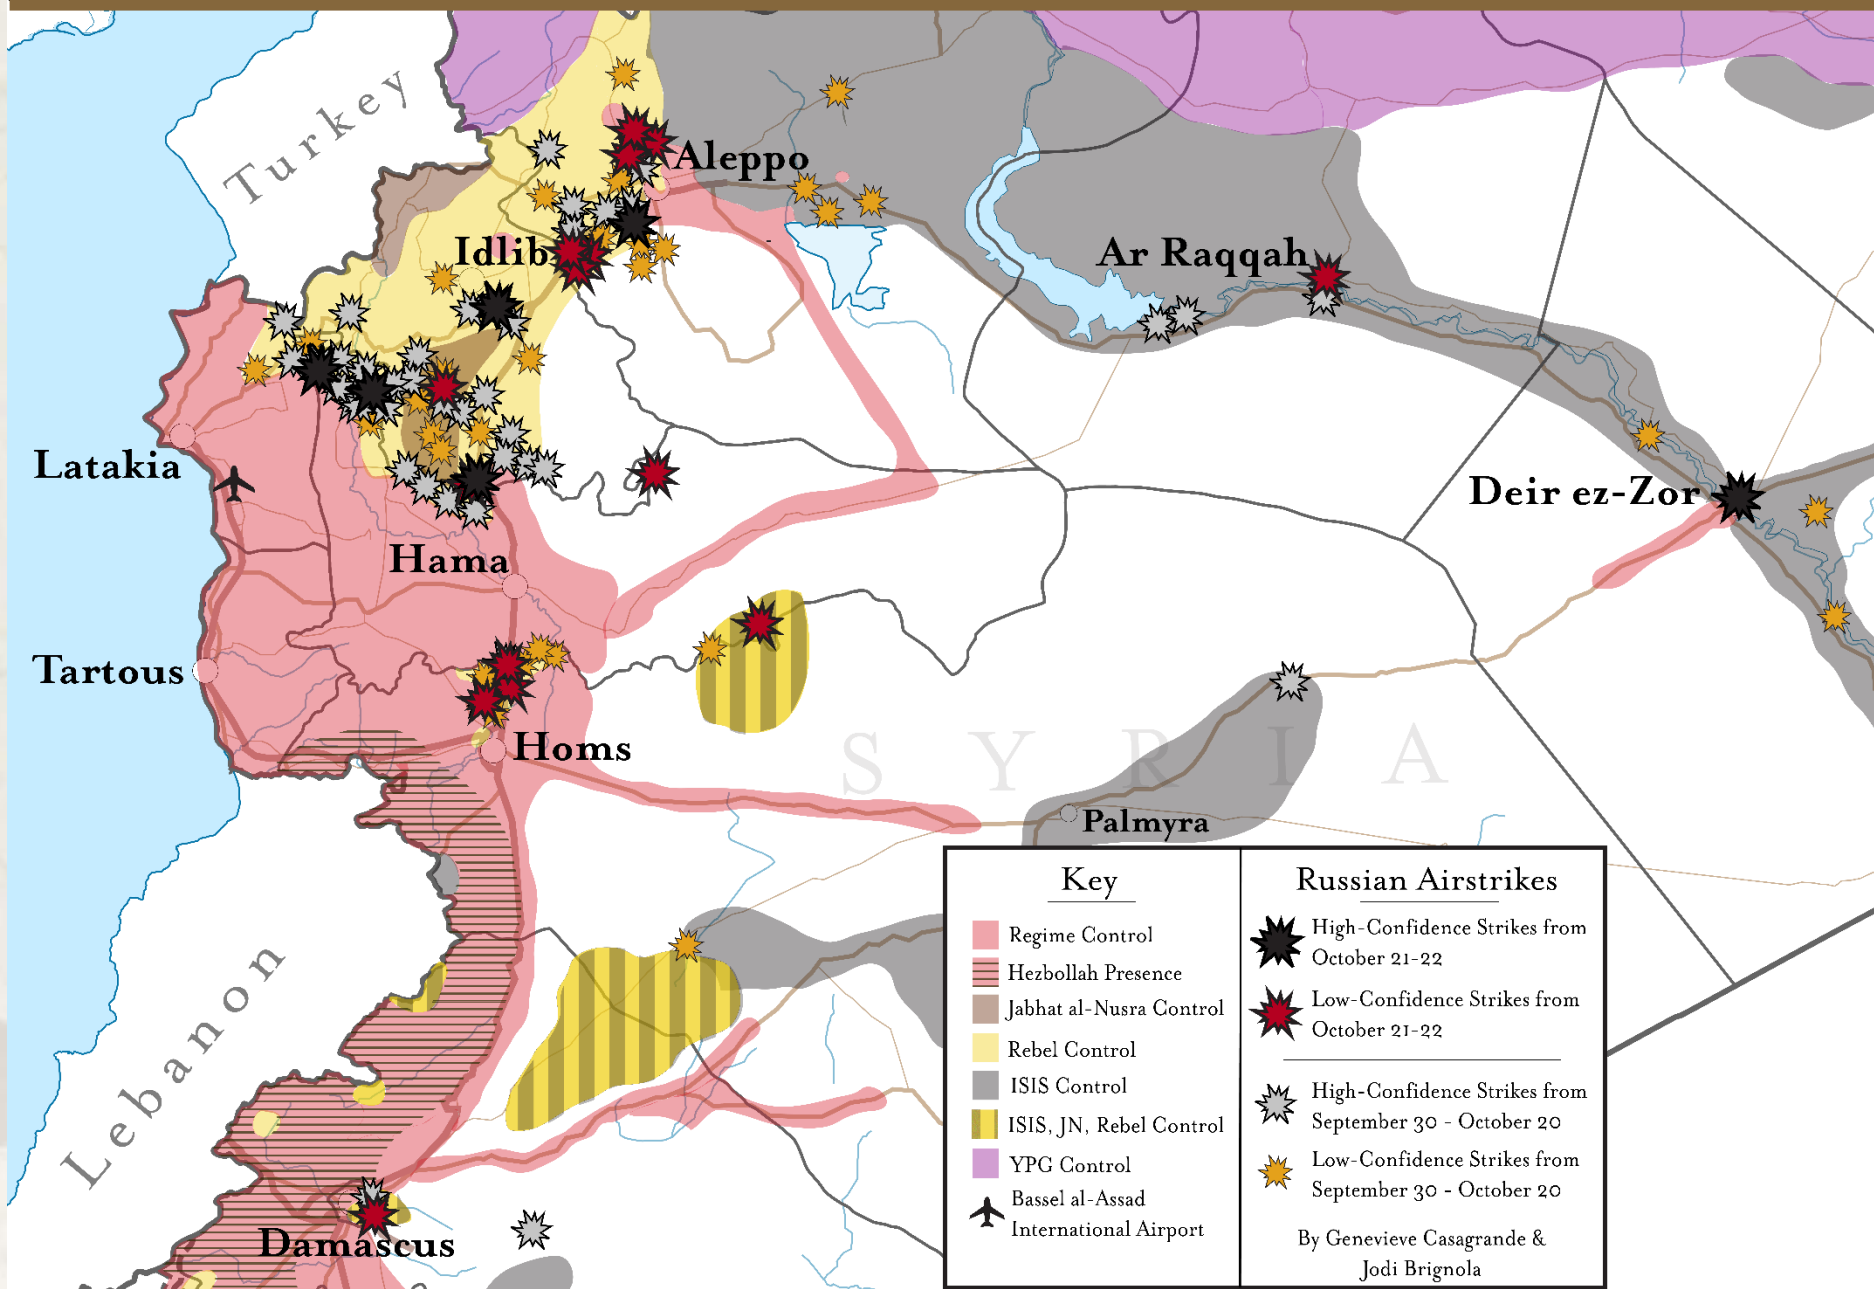 Turkey
Aleppo
Idlib
Ar Raqqah
Latakia
Deir ez-Zor
Hama
Tartous
Homs
SYRIA
Palmyra
Lebanon
Damascus
Key
Regime Control
Hezbollah Presence
Jabhat al-Nusra Control
Rebel Control
ISIS Control
ISIS, JN, Rebel Control
YPG Control
Bassel al-Assad
International Airport
Russian Airstrikes
High-Confidence Strikes from
October 21-22
Low-Confidence Strikes from
October 21-22
High-Confidence Strikes from
September 30 - October 20
Low-Confidence Strikes from
September 30 - October 20
By Genevieve Casagrande &
Jodi Brignola